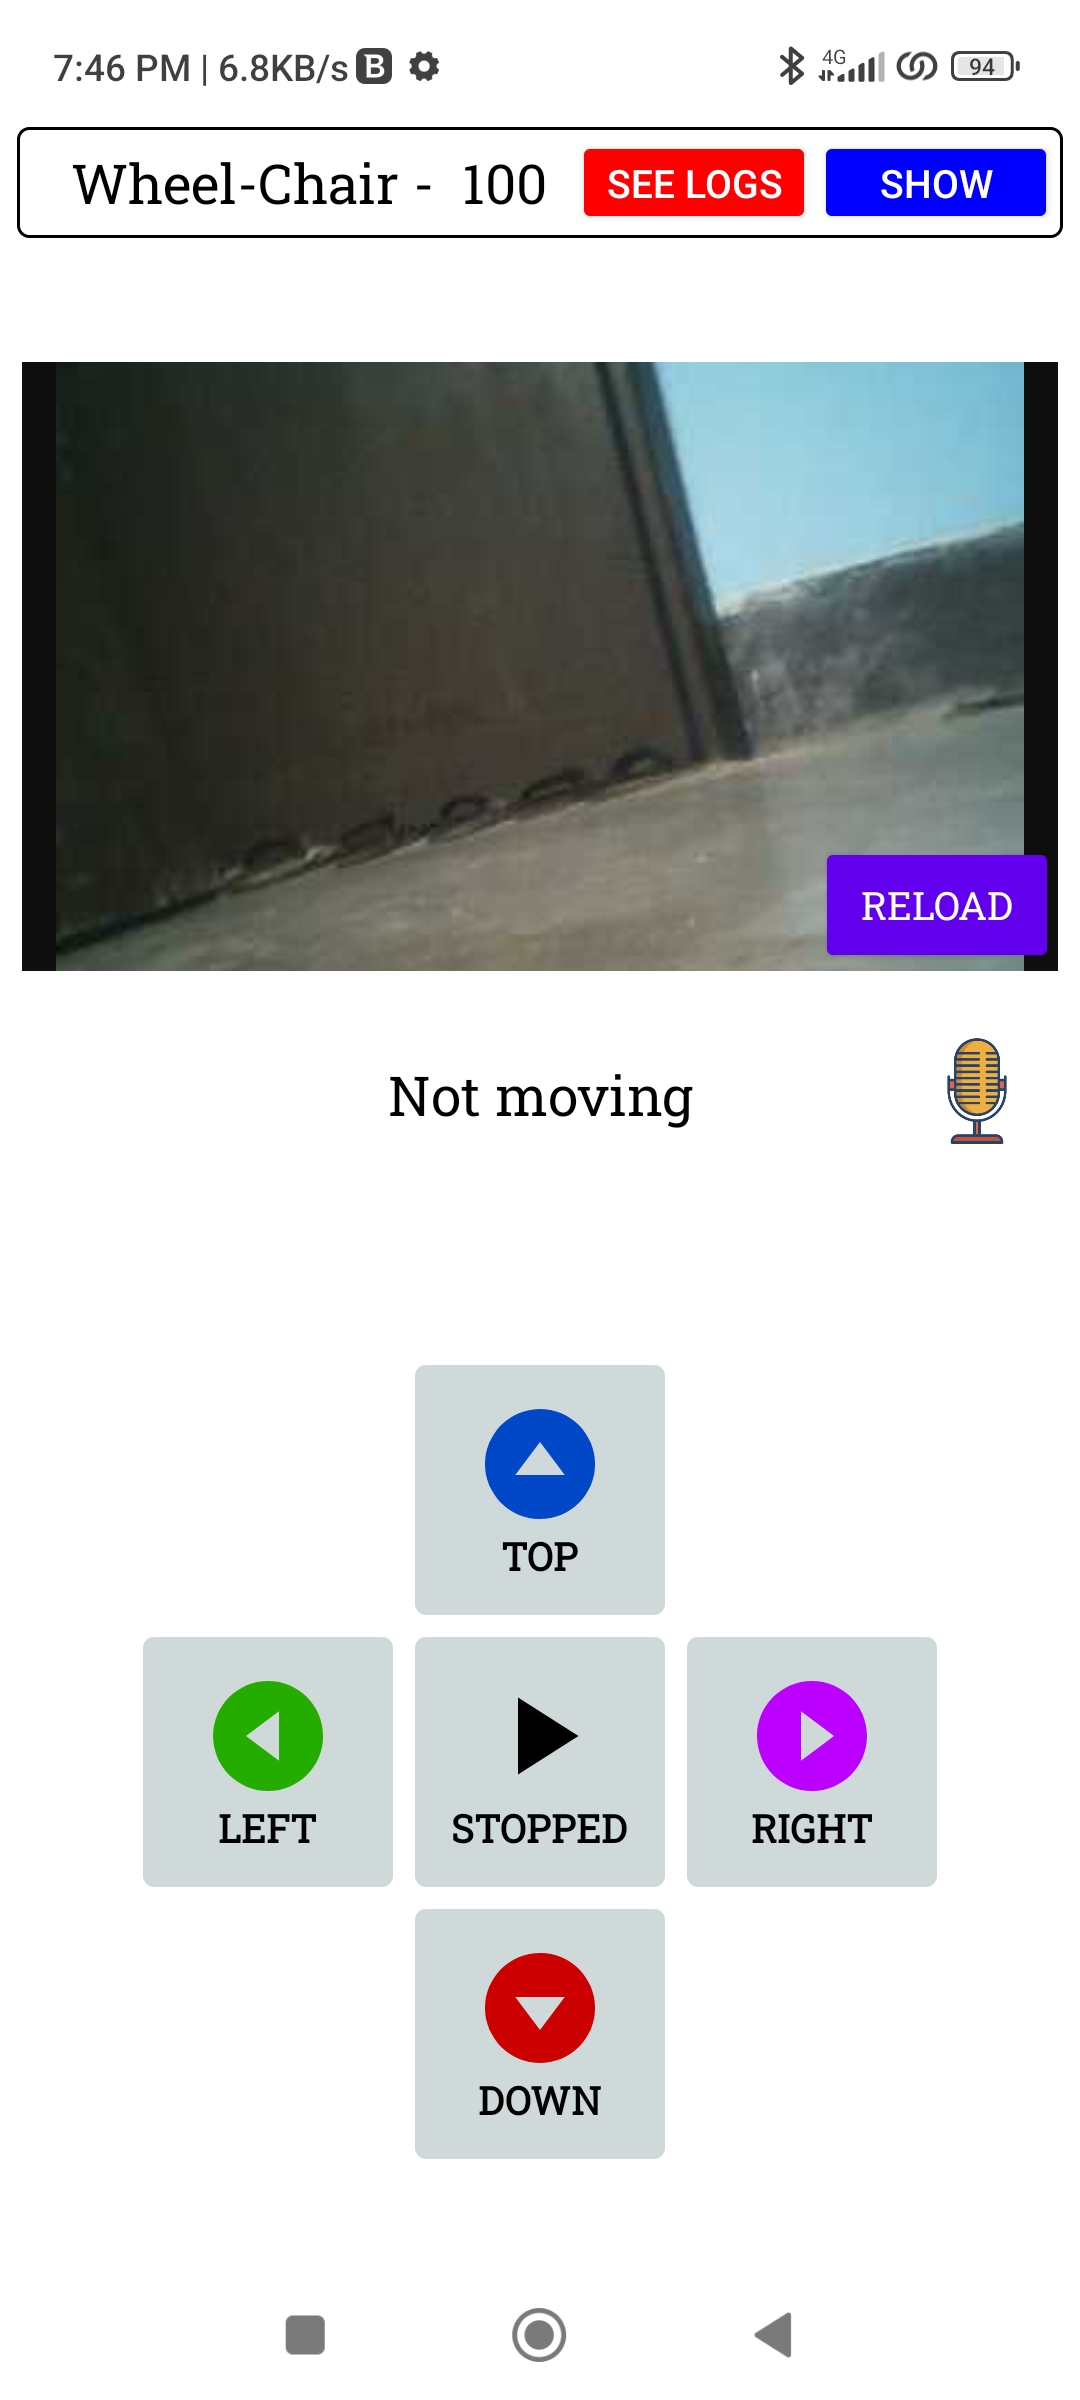 7:46 PM | 6.8KB/s B 4G 94
Wheel-Chair - 100 SEE LOGS SHOW
RELOAD
Not moving
TOP
LEFT STOPPED RIGHT
DOWN